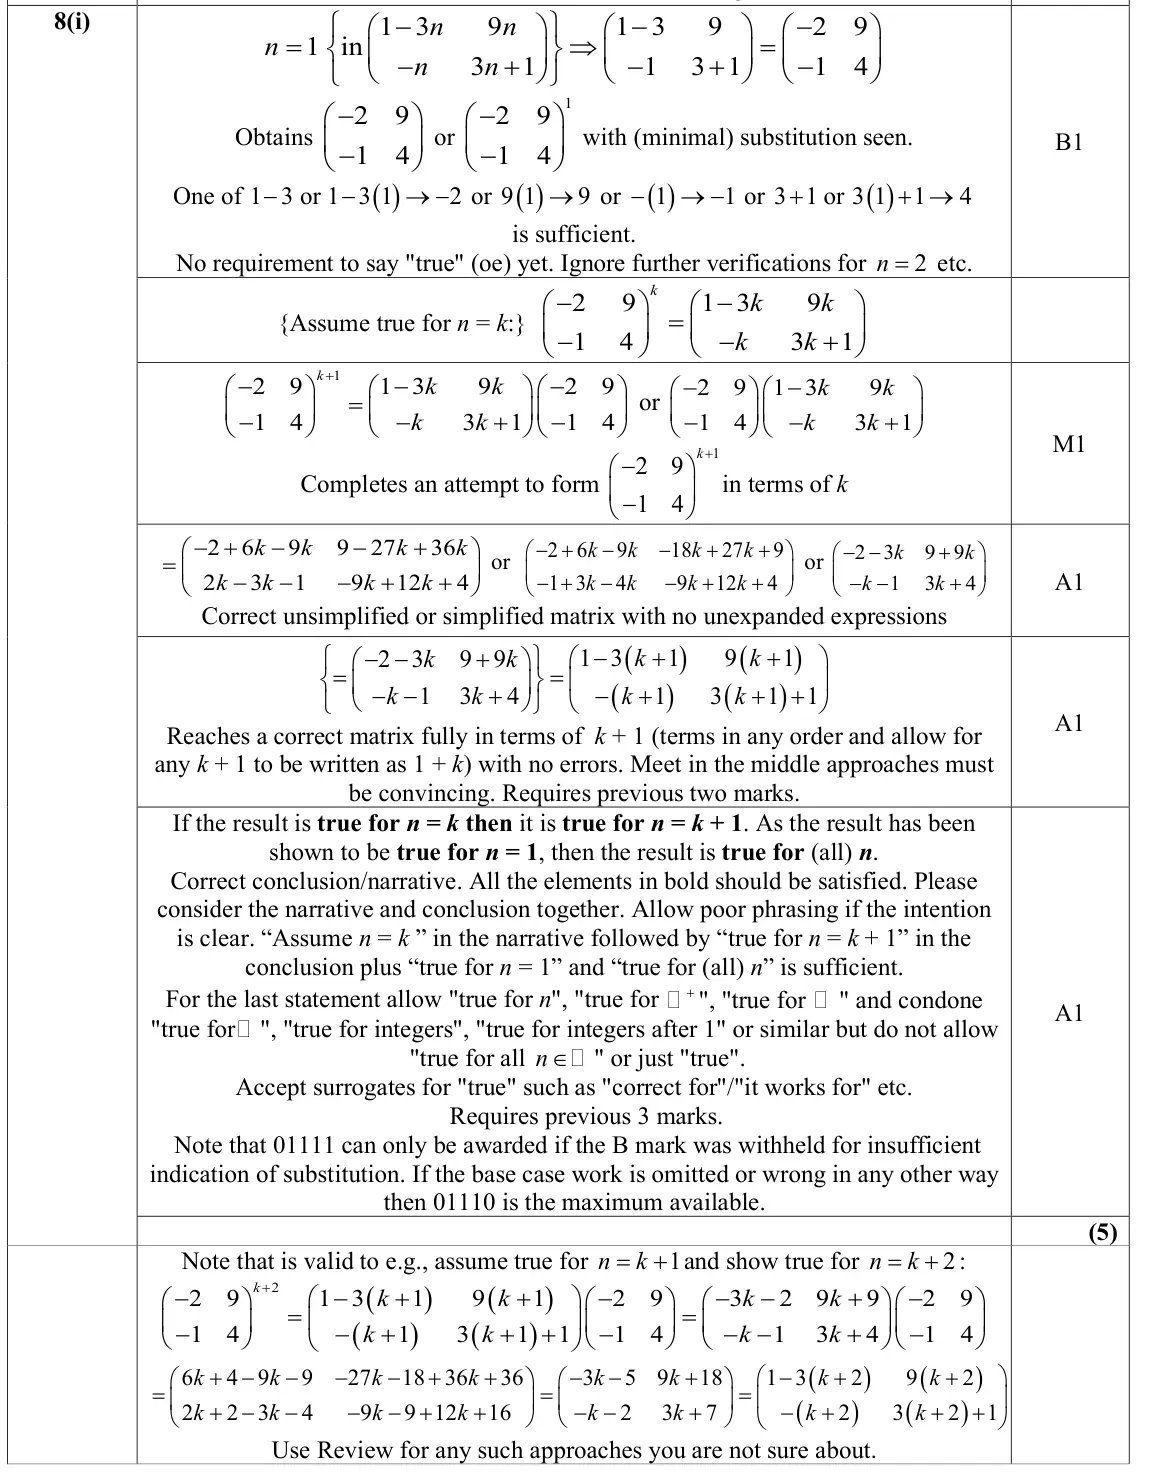 8(i)
n = 1 {in (1−3n 9n / −n 3n+1)} ⇒ (1−3 9 / −1 3+1) = (−2 9 / −1 4)
Obtains (−2 9 / −1 4) or (−2 9 / −1 4)^1 with (minimal) substitution seen.
B1
One of 1−3 or 1−3(1) → −2 or 9(1) → 9 or −(1) → −1 or 3+1 or 3(1)+1 → 4
is sufficient.
No requirement to say "true" (oe) yet. Ignore further verifications for n = 2 etc.
{Assume true for n = k:} (−2 9 / −1 4)^k = (1−3k 9k / −k 3k+1)
(−2 9 / −1 4)^(k+1) = (1−3k 9k / −k 3k+1)(−2 9 / −1 4) or (−2 9 / −1 4)(1−3k 9k / −k 3k+1)
M1
Completes an attempt to form (−2 9 / −1 4)^(k+1) in terms of k
= (−2+6k−9k 9−27k+36k / 2k−3k−1 −9k+12k+4) or (−2+6k−9k −18k+27k+9 / −1+3k−4k −9k+12k+4) or (−2−3k 9+9k / −k−1 3k+4)
A1
Correct unsimplified or simplified matrix with no unexpanded expressions
{= (−2−3k 9+9k / −k−1 3k+4)} = (1−3(k+1) 9(k+1) / −(k+1) 3(k+1)+1)
A1
Reaches a correct matrix fully in terms of k + 1 (terms in any order and allow for
any k + 1 to be written as 1 + k) with no errors. Meet in the middle approaches must
be convincing. Requires previous two marks.
If the result is true for n = k then it is true for n = k + 1. As the result has been
shown to be true for n = 1, then the result is true for (all) n.
Correct conclusion/narrative. All the elements in bold should be satisfied. Please
consider the narrative and conclusion together. Allow poor phrasing if the intention
is clear. “Assume n = k ” in the narrative followed by “true for n = k + 1” in the
conclusion plus “true for n = 1” and “true for (all) n” is sufficient.
For the last statement allow "true for n", "true for □⁺", "true for □ " and condone
A1
"true for□ ", "true for integers", "true for integers after 1" or similar but do not allow
"true for all n ∈□ " or just "true".
Accept surrogates for "true" such as "correct for"/"it works for" etc.
Requires previous 3 marks.
Note that 01111 can only be awarded if the B mark was withheld for insufficient
indication of substitution. If the base case work is omitted or wrong in any other way
then 01110 is the maximum available.
(5)
Note that is valid to e.g., assume true for n = k +1 and show true for n = k + 2 :
(−2 9 / −1 4)^(k+2) = (1−3(k+1) 9(k+1) / −(k+1) 3(k+1)+1)(−2 9 / −1 4) = (−3k−2 9k+9 / −k−1 3k+4)(−2 9 / −1 4)
= (6k+4−9k−9 −27k−18+36k+36 / 2k+2−3k−4 −9k−9+12k+16) = (−3k−5 9k+18 / −k−2 3k+7) = (1−3(k+2) 9(k+2) / −(k+2) 3(k+2)+1)
Use Review for any such approaches you are not sure about.